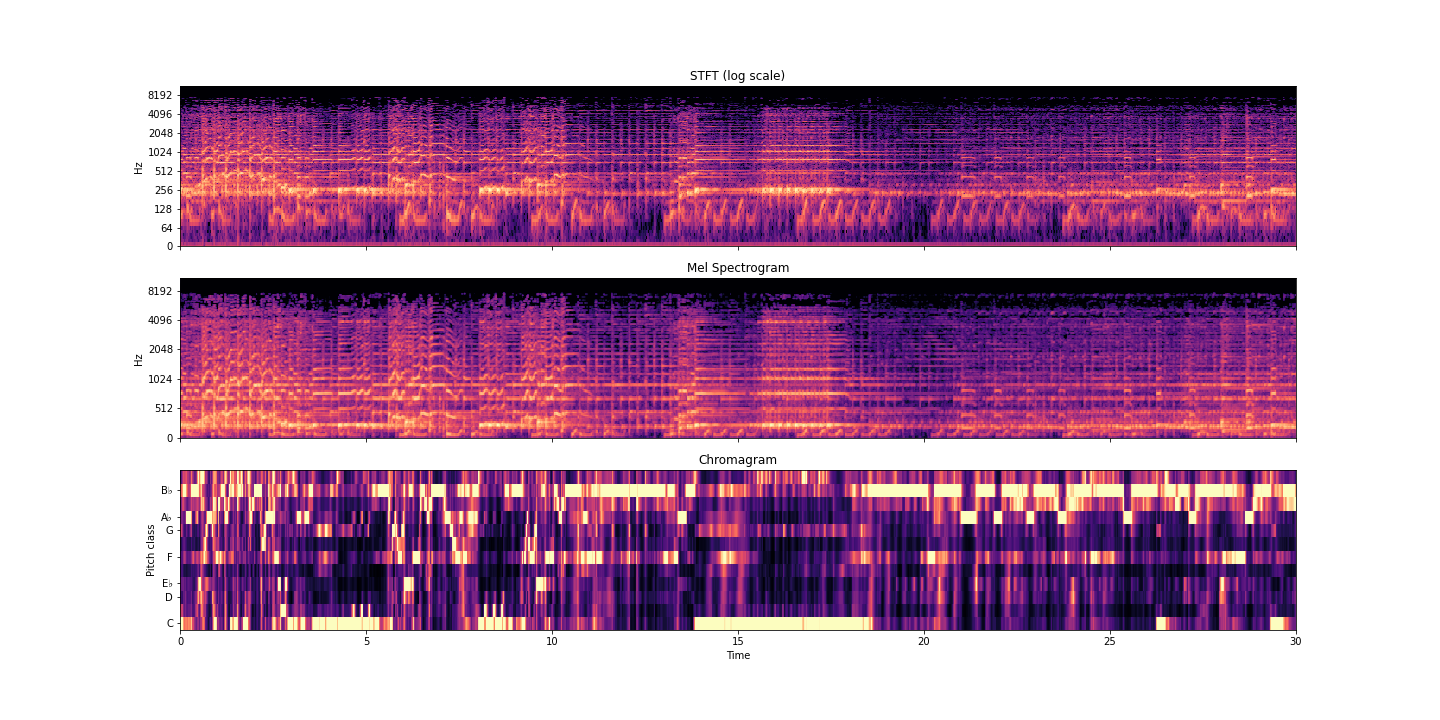 STFT (log scale)
8192
4096
2048
1024
512
256
128
64
0
Hz
Mel Spectrogram
8192
4096
2048
1024
512
0
Hz
Chromagram
B♭
A♭
G
F
E♭
D
C
Pitch class
0 5 10 15 20 25 30
Time